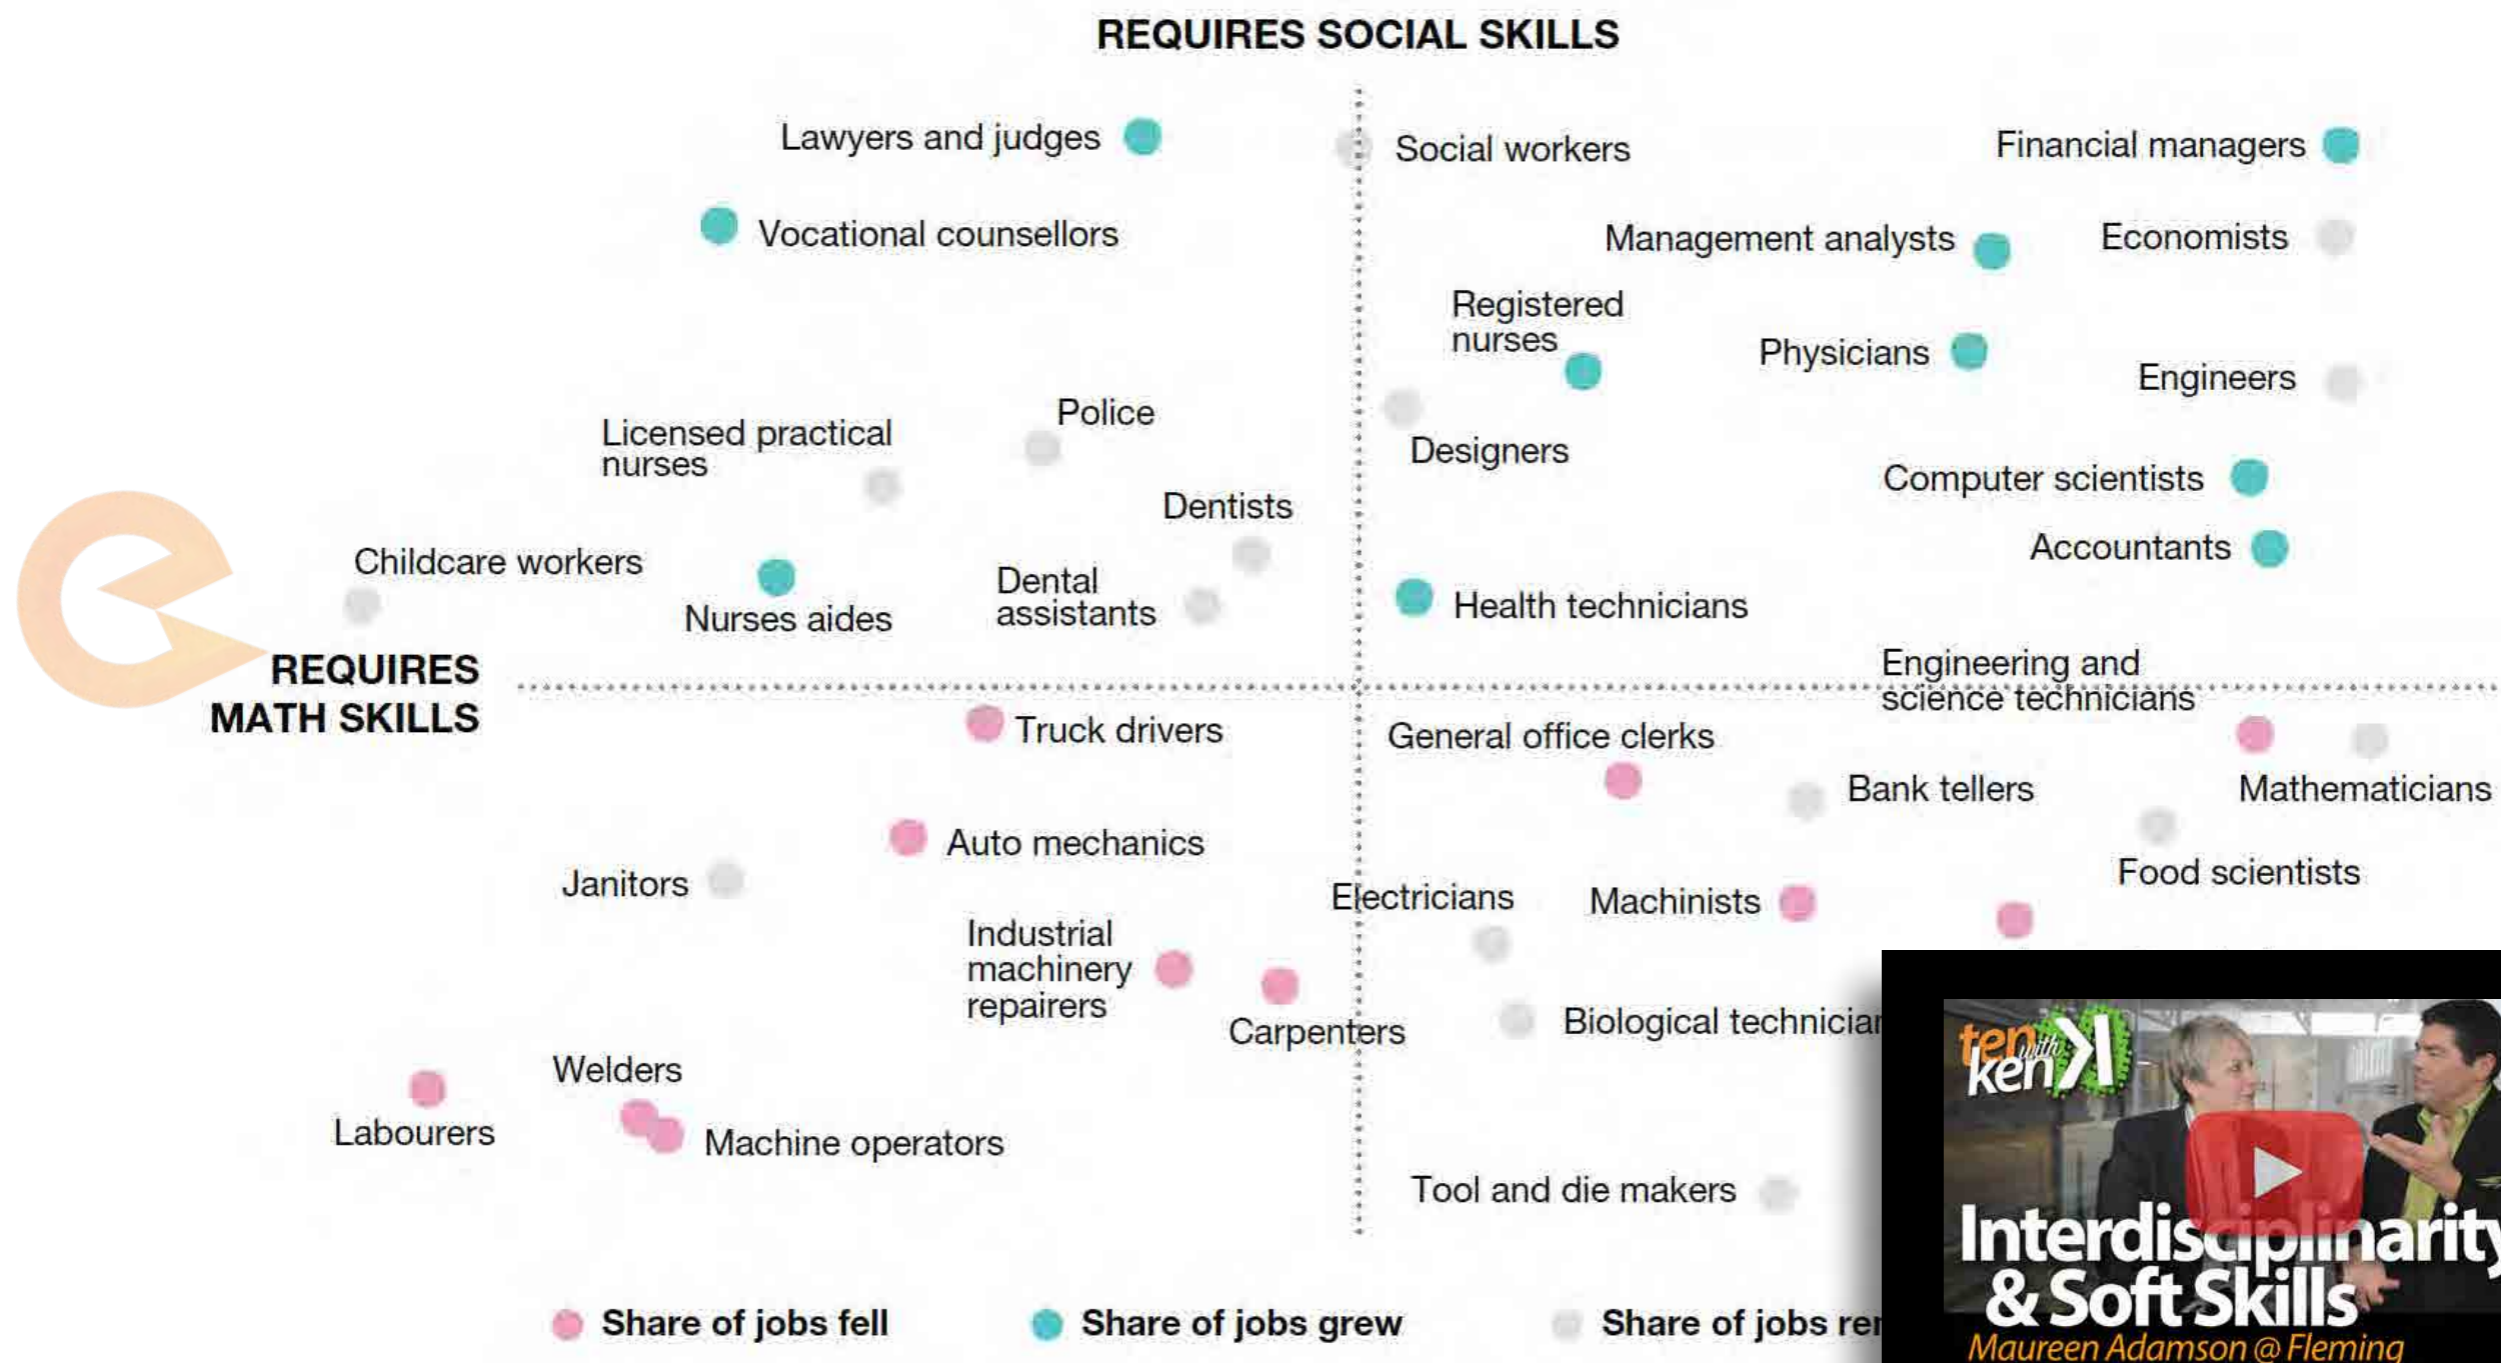 REQUIRES SOCIAL SKILLS
Lawyers and judges
Social workers
Financial managers
Vocational counsellors
Management analysts
Economists
Registered
nurses
Physicians
Engineers
Police
Licensed practical
nurses
Designers
Computer scientists
Dentists
Accountants
Childcare workers
Dental
assistants
Nurses aides
Health technicians
REQUIRES
MATH SKILLS
Engineering and
science technicians
Truck drivers
General office clerks
Bank tellers
Mathematicians
Auto mechanics
Food scientists
Janitors
Electricians
Machinists
Industrial
machinery
repairers
Carpenters
Biological technician
Welders
Labourers
Machine operators
Tool and die makers
ten with ken
Interdisciplinarity
& Soft Skills
Maureen Adamson @ Fleming
Share of jobs fell
Share of jobs grew
Share of jobs